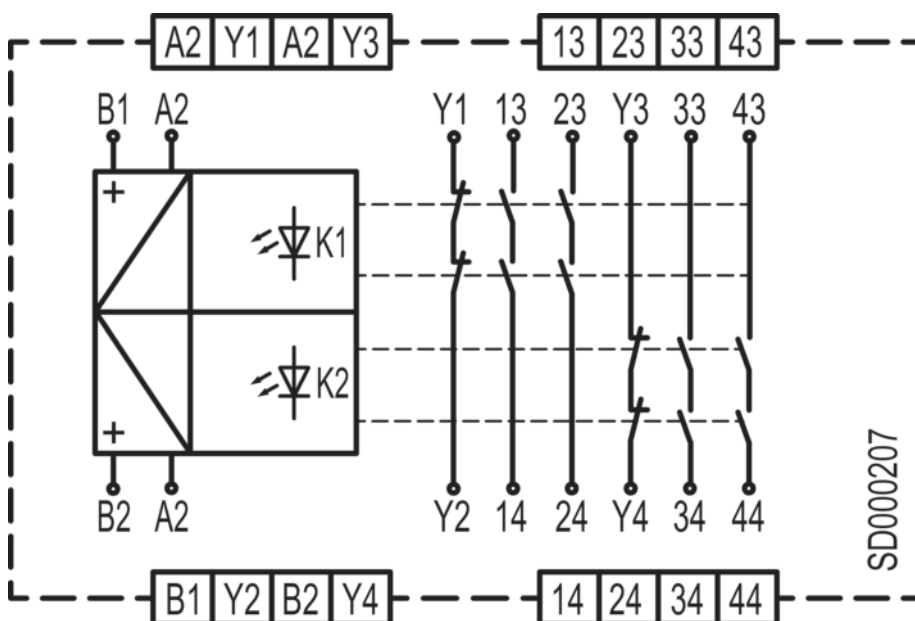 A2 Y1 A2 Y3 13 23 33 43
B1 A2 Y1 13 23 Y3 33 43
+
K1
K2
+
B2 A2 Y2 14 24 Y4 34 44
SD000207
B1 Y2 B2 Y4 14 24 34 44